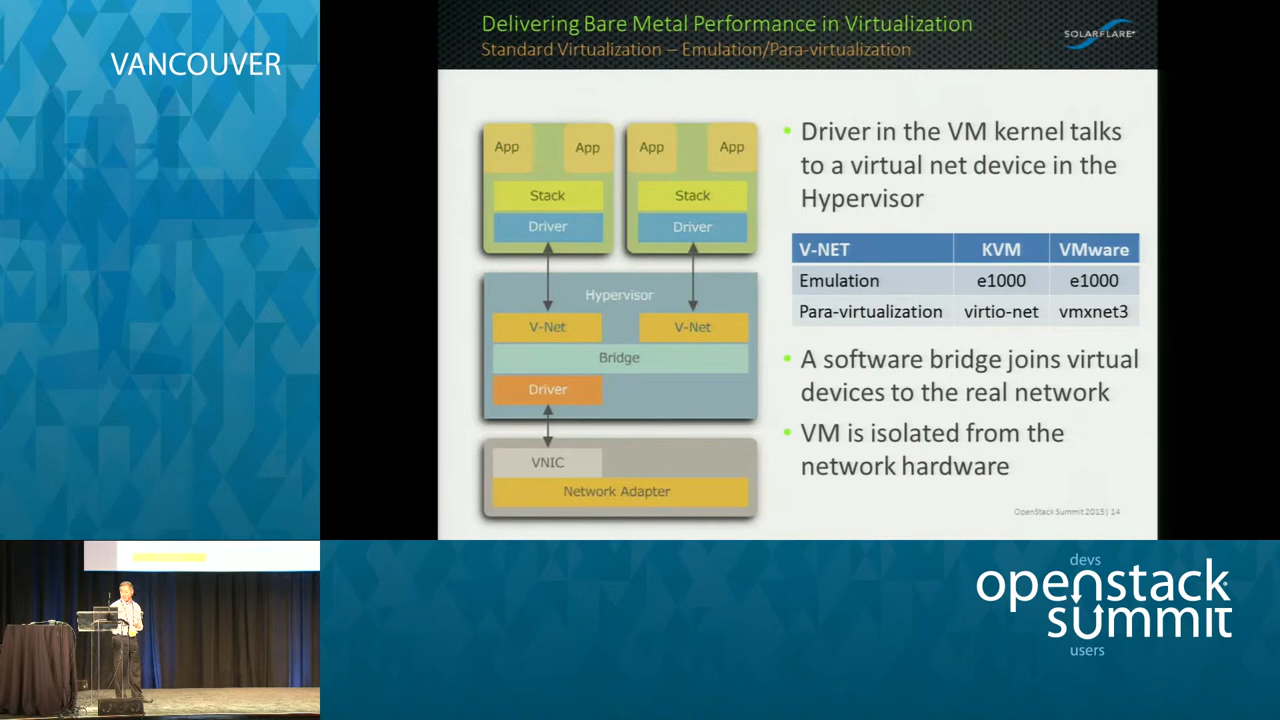 VANCOUVER
Delivering Bare Metal Performance in Virtualization
Standard Virtualization – Emulation/Para-virtualization
SOLARFLARE
App App App App
Stack Stack
Driver Driver
Hypervisor
V-Net V-Net
Bridge
Driver
VNIC
Network Adapter
• Driver in the VM kernel talks
to a virtual net device in the
Hypervisor
V-NET KVM VMware
Emulation e1000 e1000
Para-virtualization virtio-net vmxnet3
• A software bridge joins virtual
devices to the real network
• VM is isolated from the
network hardware
OpenStack Summit 2015| 14
devs
openstack
summit
users